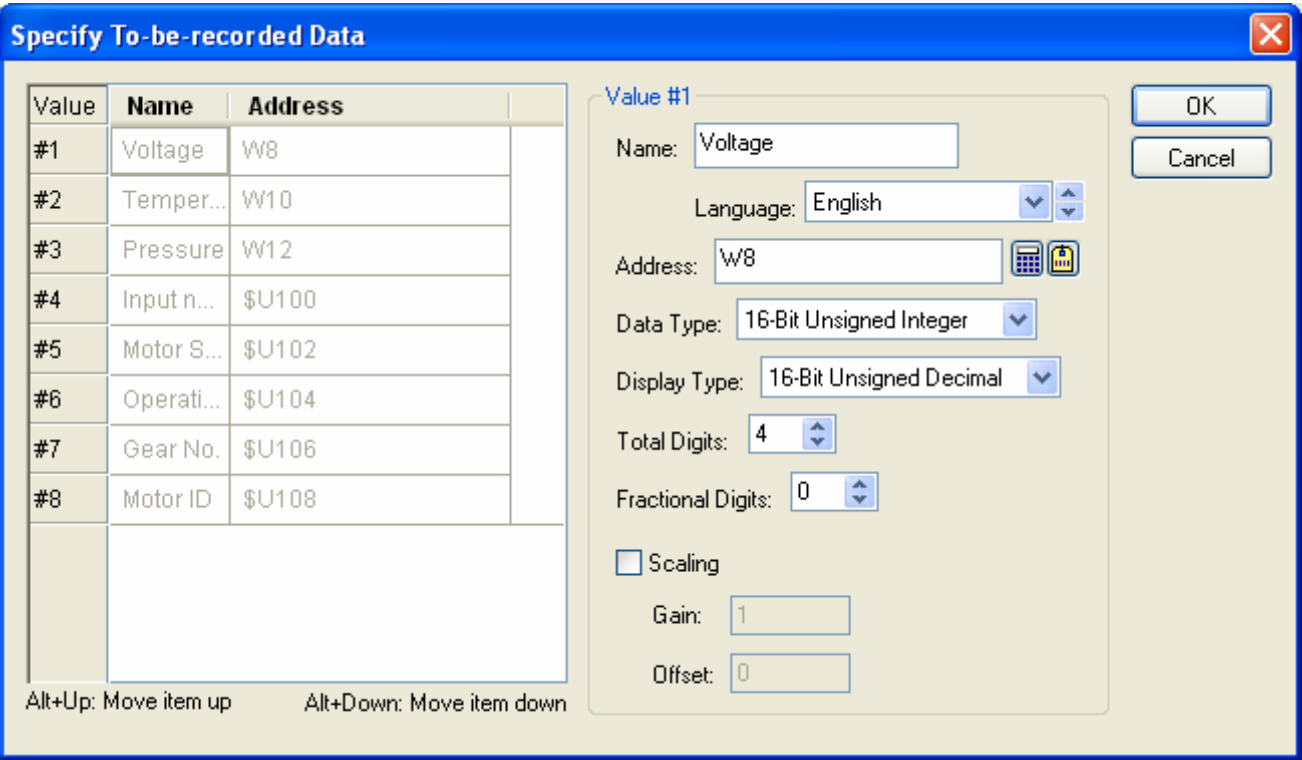 Specify To-be-recorded Data
Value Name Address
#1 Voltage W8
#2 Temper... W10
#3 Pressure W12
#4 Input n... $U100
#5 Motor S... $U102
#6 Operati... $U104
#7 Gear No. $U106
#8 Motor ID $U108
Alt+Up: Move item up Alt+Down: Move item down
Value #1
Name: Voltage
Language: English
Address: W8
Data Type: 16-Bit Unsigned Integer
Display Type: 16-Bit Unsigned Decimal
Total Digits: 4
Fractional Digits: 0
Scaling
Gain: 1
Offset: 0
OK
Cancel